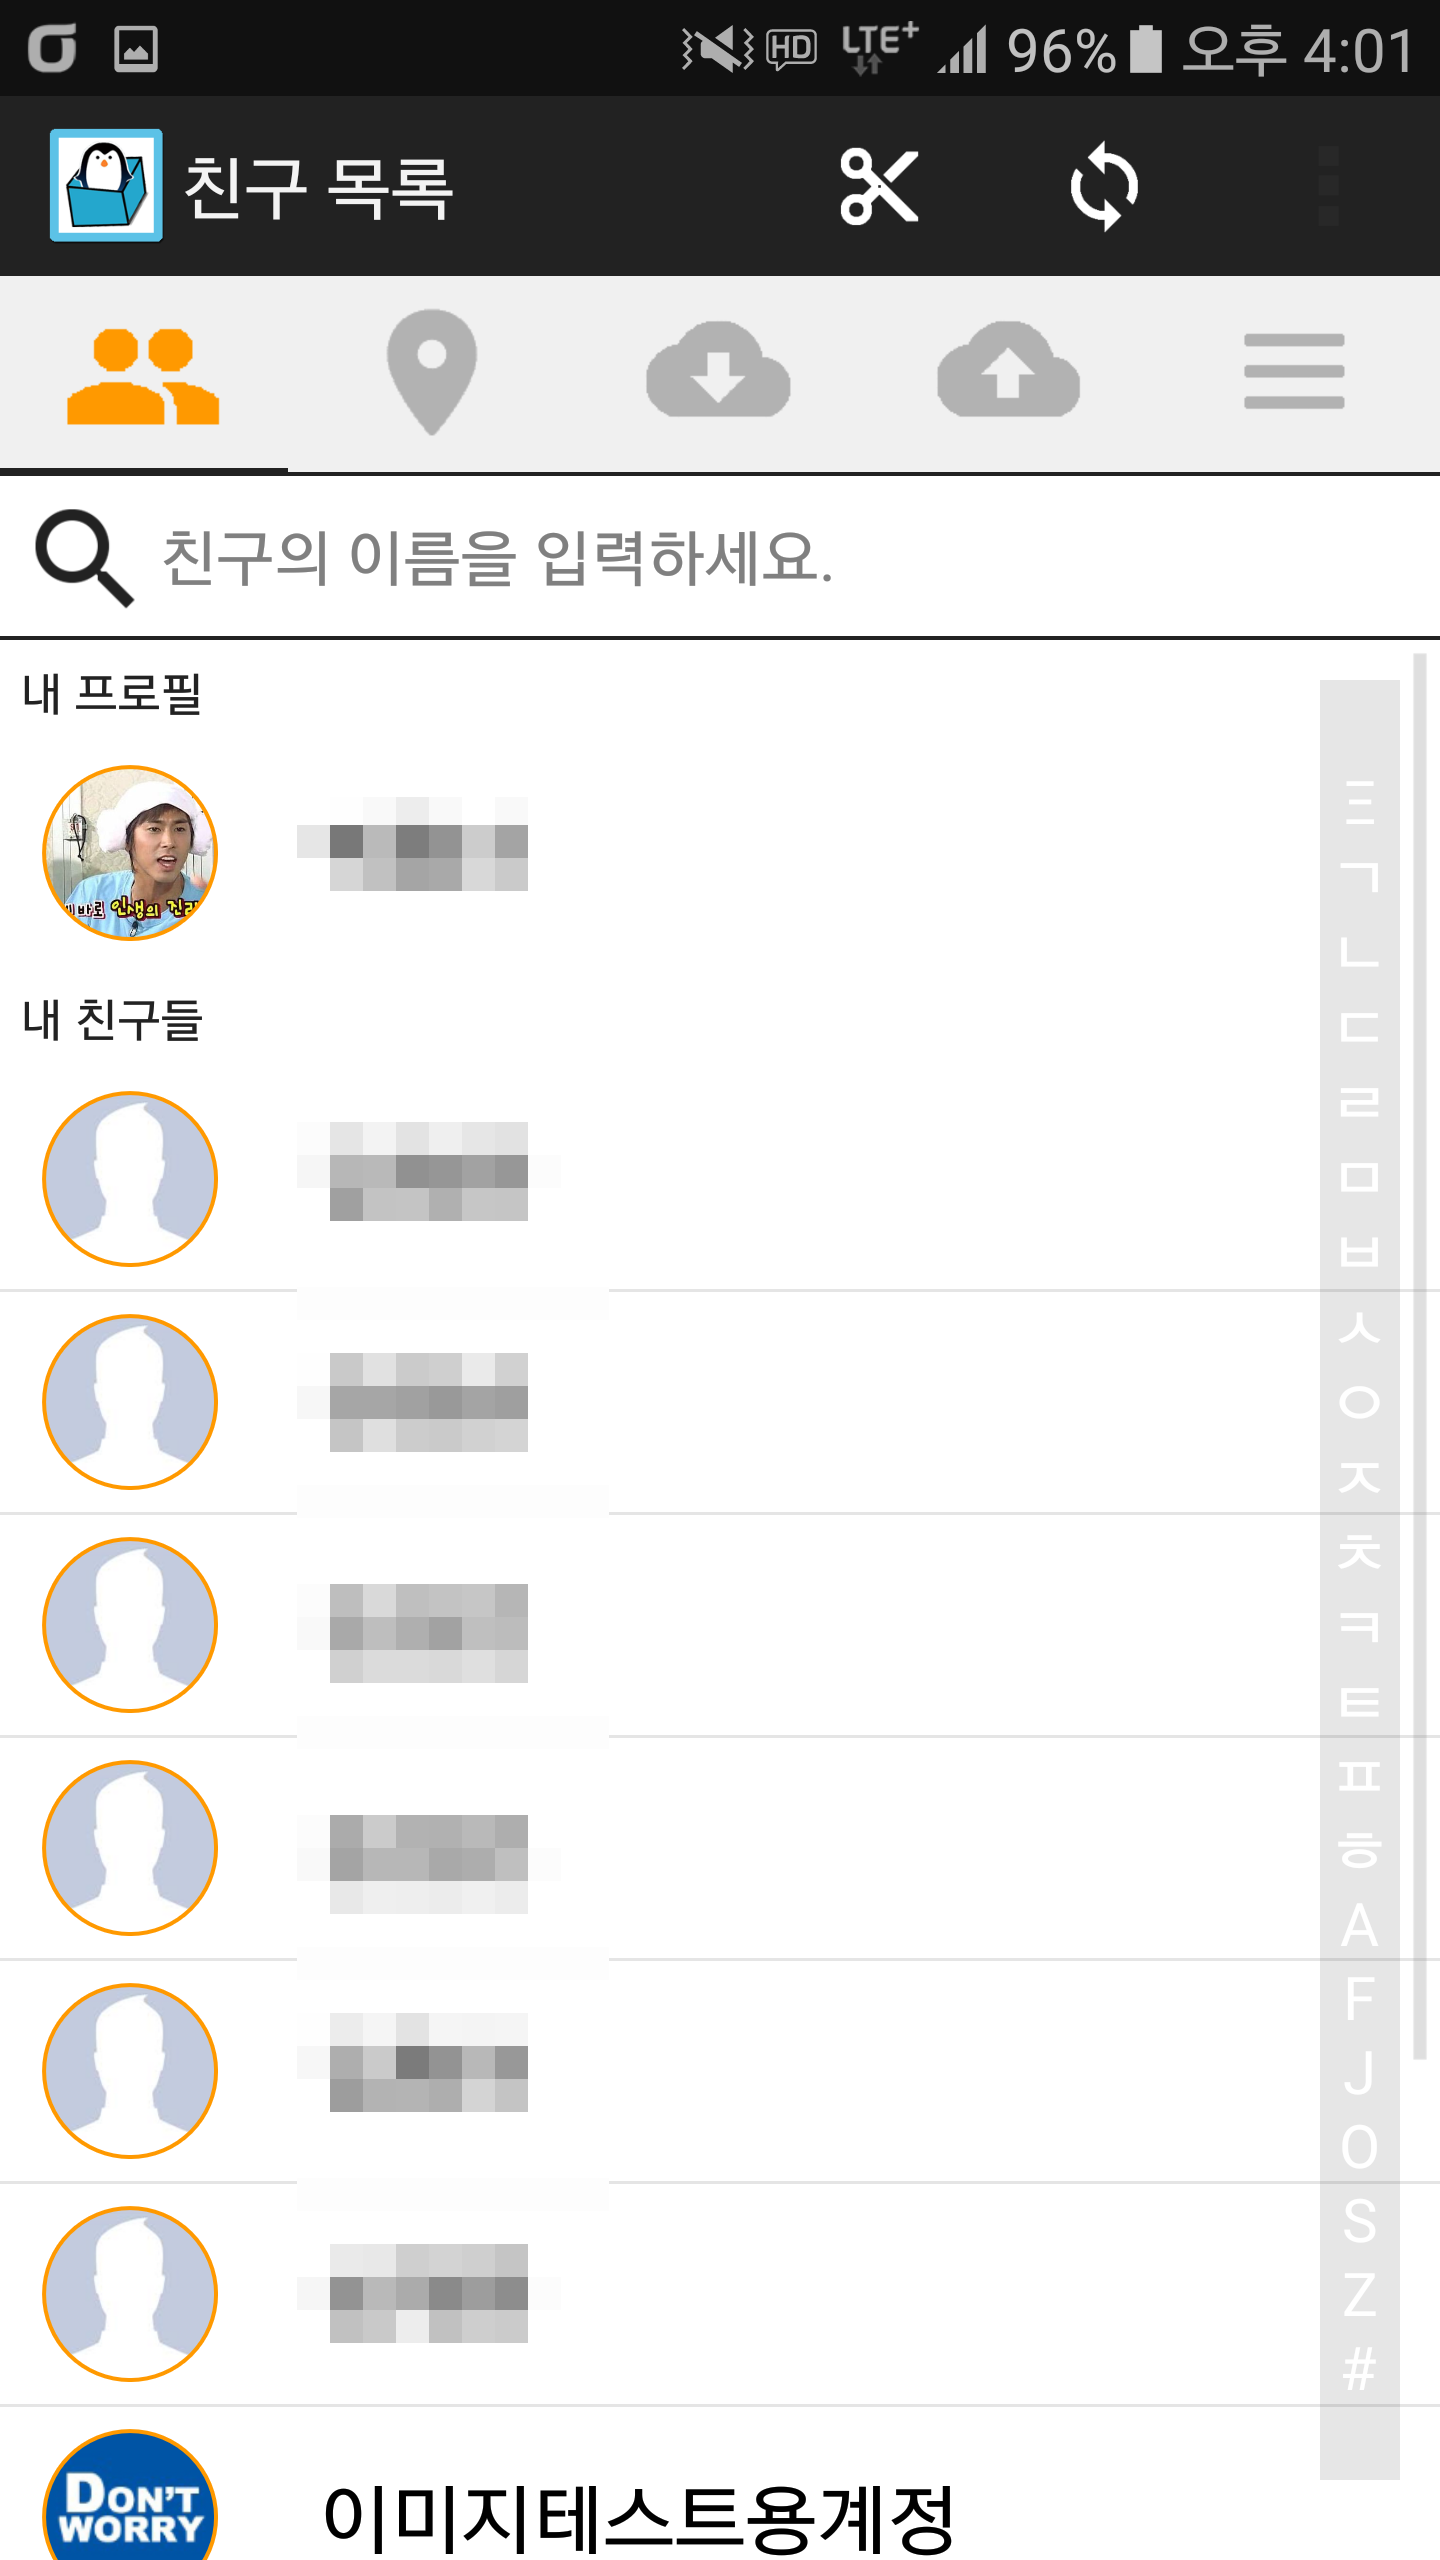 HD LTE+ 96% 오후 4:01
친구 목록
친구의 이름을 입력하세요.
내 프로필
인생의 진리
내 친구들
ㄱ
ㄴ
ㄷ
ㄹ
ㅁ
ㅂ
ㅅ
ㅇ
ㅈ
ㅊ
ㅋ
ㅌ
ㅍ
ㅎ
A
F
J
O
S
Z
#
DON'T
WORRY
이미지테스트용계정